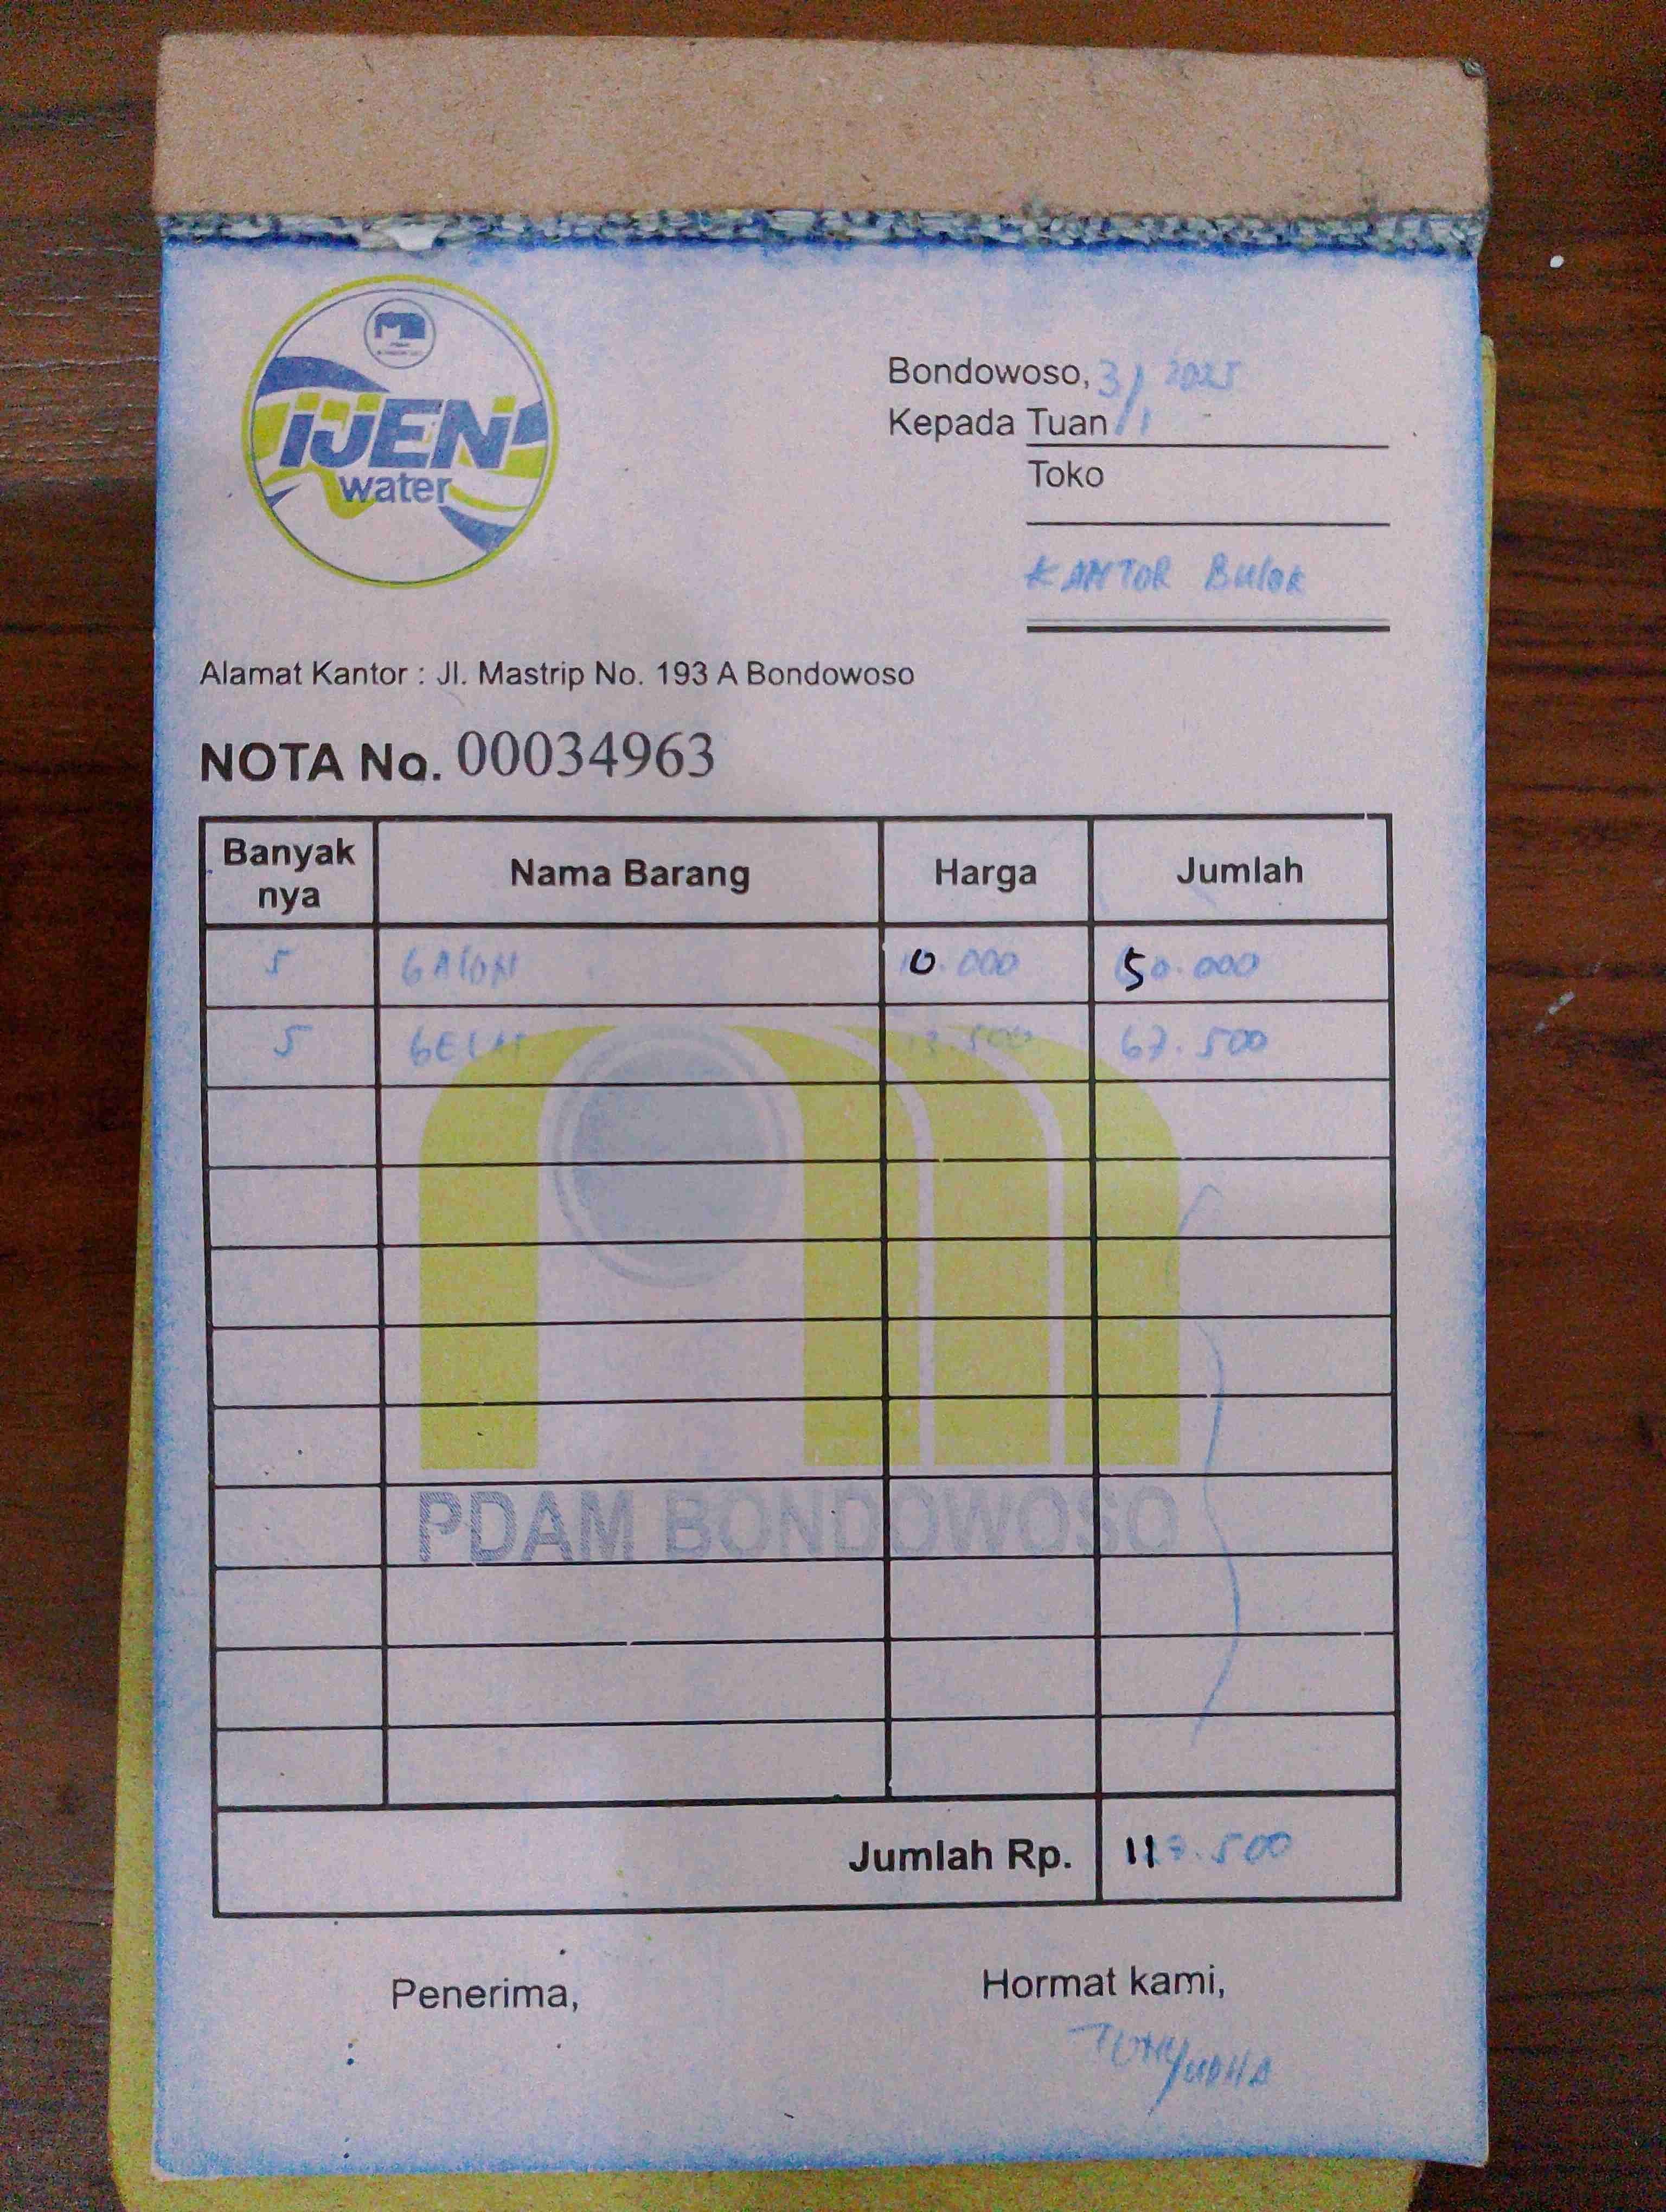 IJEN
water
Bondowoso, 3/1 2025
Kepada Tuan
Toko
KANTOR Bulog
Alamat Kantor : Jl. Mastrip No. 193 A Bondowoso
NOTA No. 00034963
Banyak nya Nama Barang Harga Jumlah
5 GAlON 10.000 50.000
5 GELAS 13.500 67.500
PDAM BONDOWOSO
Jumlah Rp. 117.500
Penerima, Hormat kami,